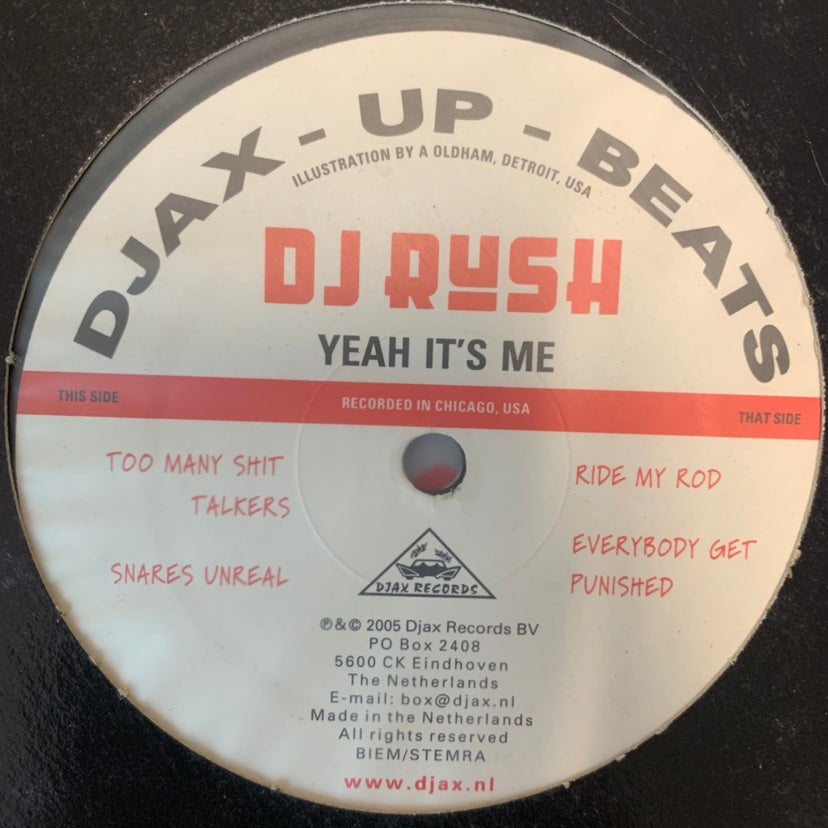 DJAX - UP - BEATS
ILLUSTRATION BY A OLDHAM, DETROIT, USA
DJ RUSH
YEAH IT'S ME
THIS SIDE
RECORDED IN CHICAGO, USA
THAT SIDE
TOO MANY SHIT
TALKERS
SNARES UNREAL
RIDE MY ROD
EVERYBODY GET
PUNISHED
DJAX RECORDS
℗&© 2005 Djax Records BV
PO Box 2408
5600 CK Eindhoven
The Netherlands
E-mail: box@djax.nl
Made in the Netherlands
All rights reserved
BIEM/STEMRA
www.djax.nl